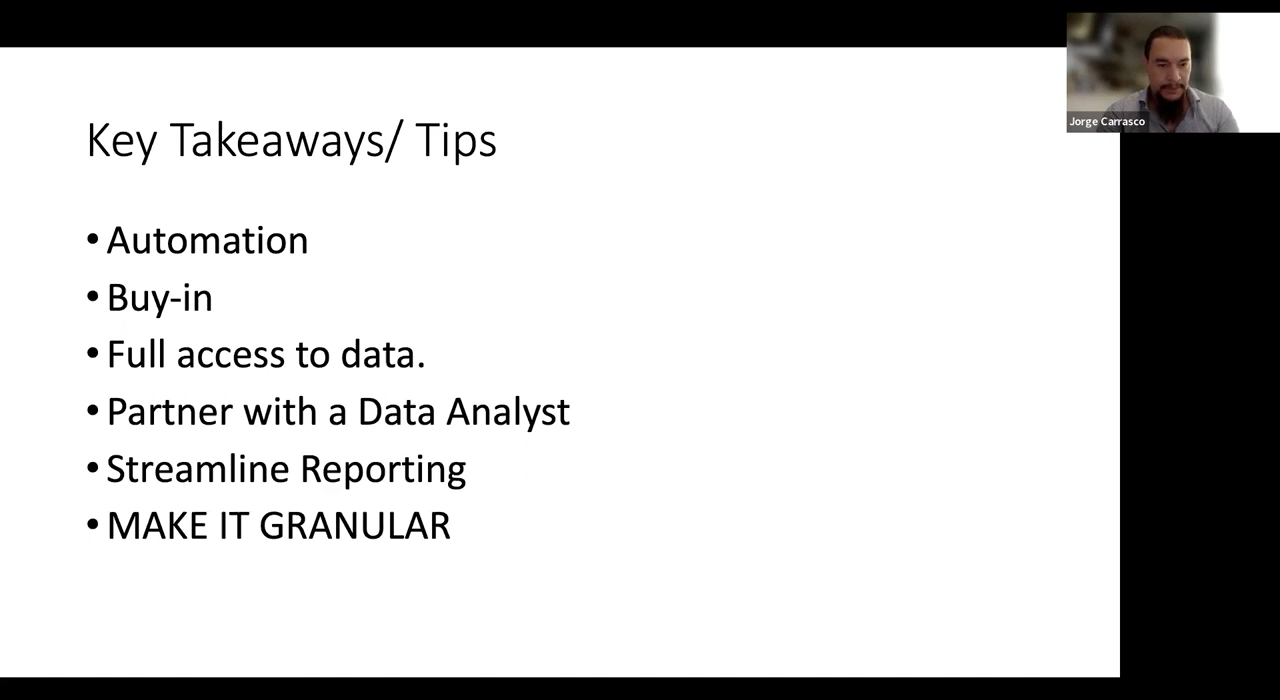 Key Takeaways/ Tips
• Automation
• Buy-in
• Full access to data.
• Partner with a Data Analyst
• Streamline Reporting
• MAKE IT GRANULAR
Jorge Carrasco